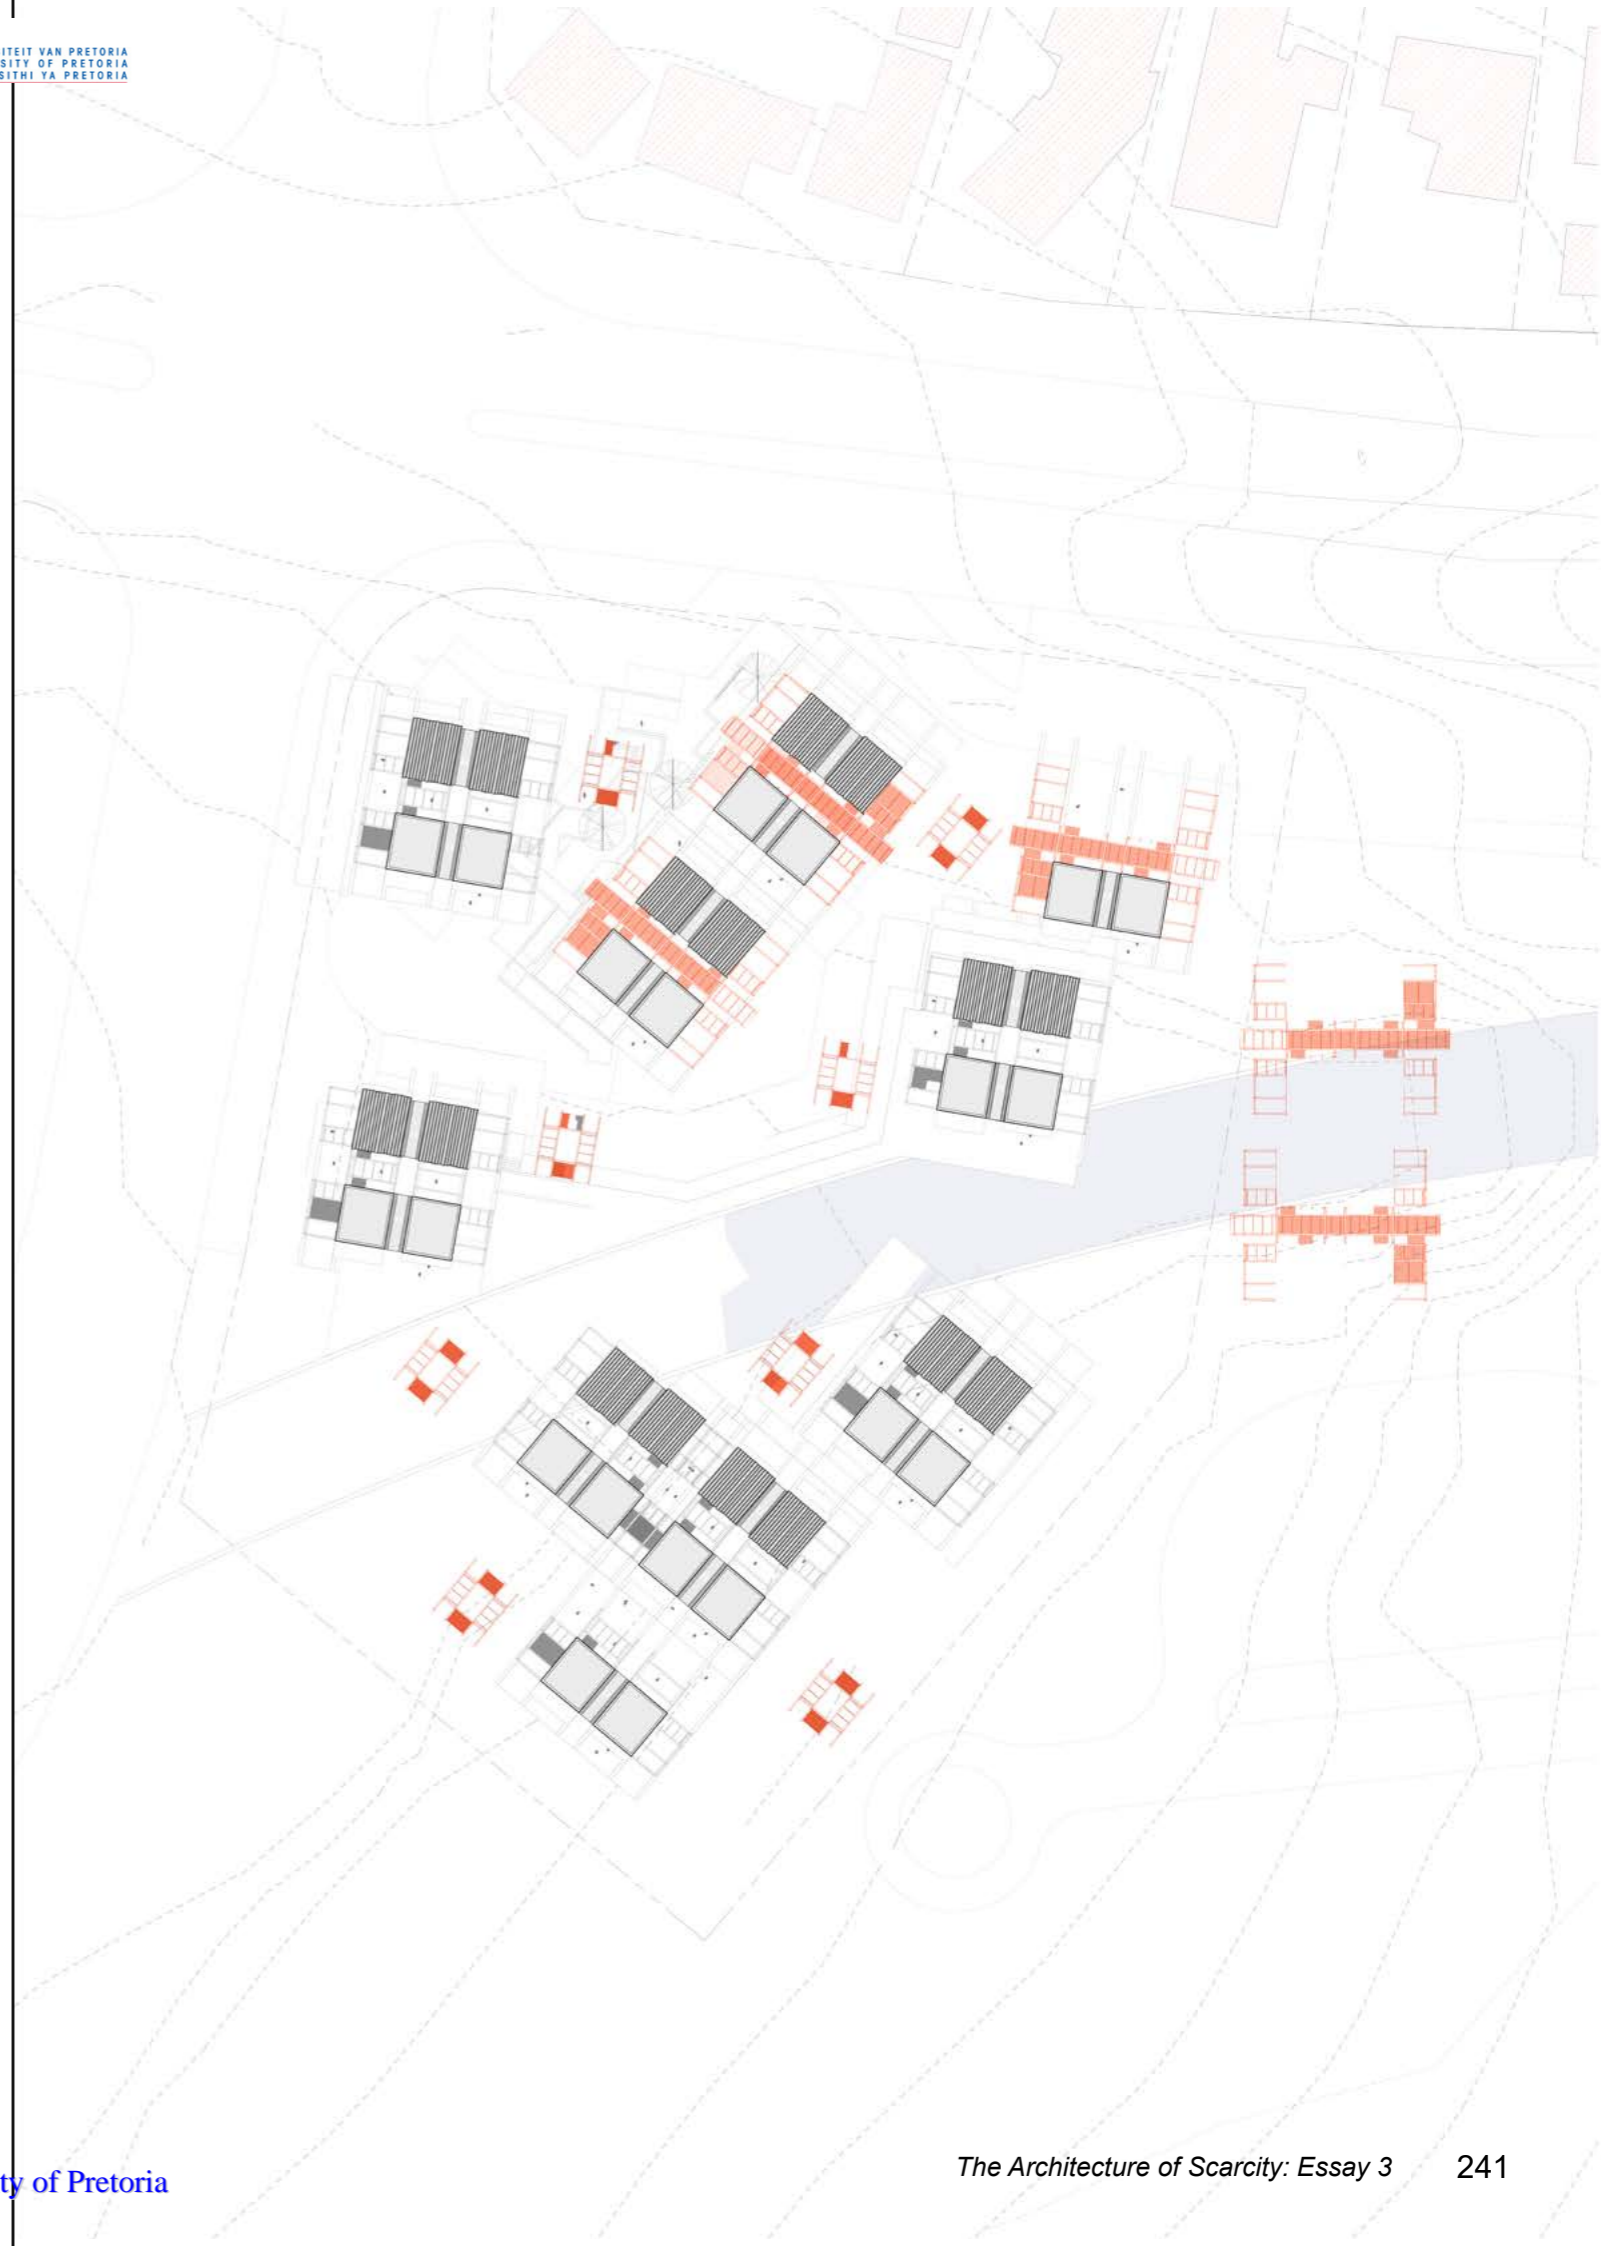 ITEIT VAN PRETORIA
SITY OF PRETORIA
SITHI YA PRETORIA
The Architecture of Scarcity: Essay 3 241
ty of Pretoria